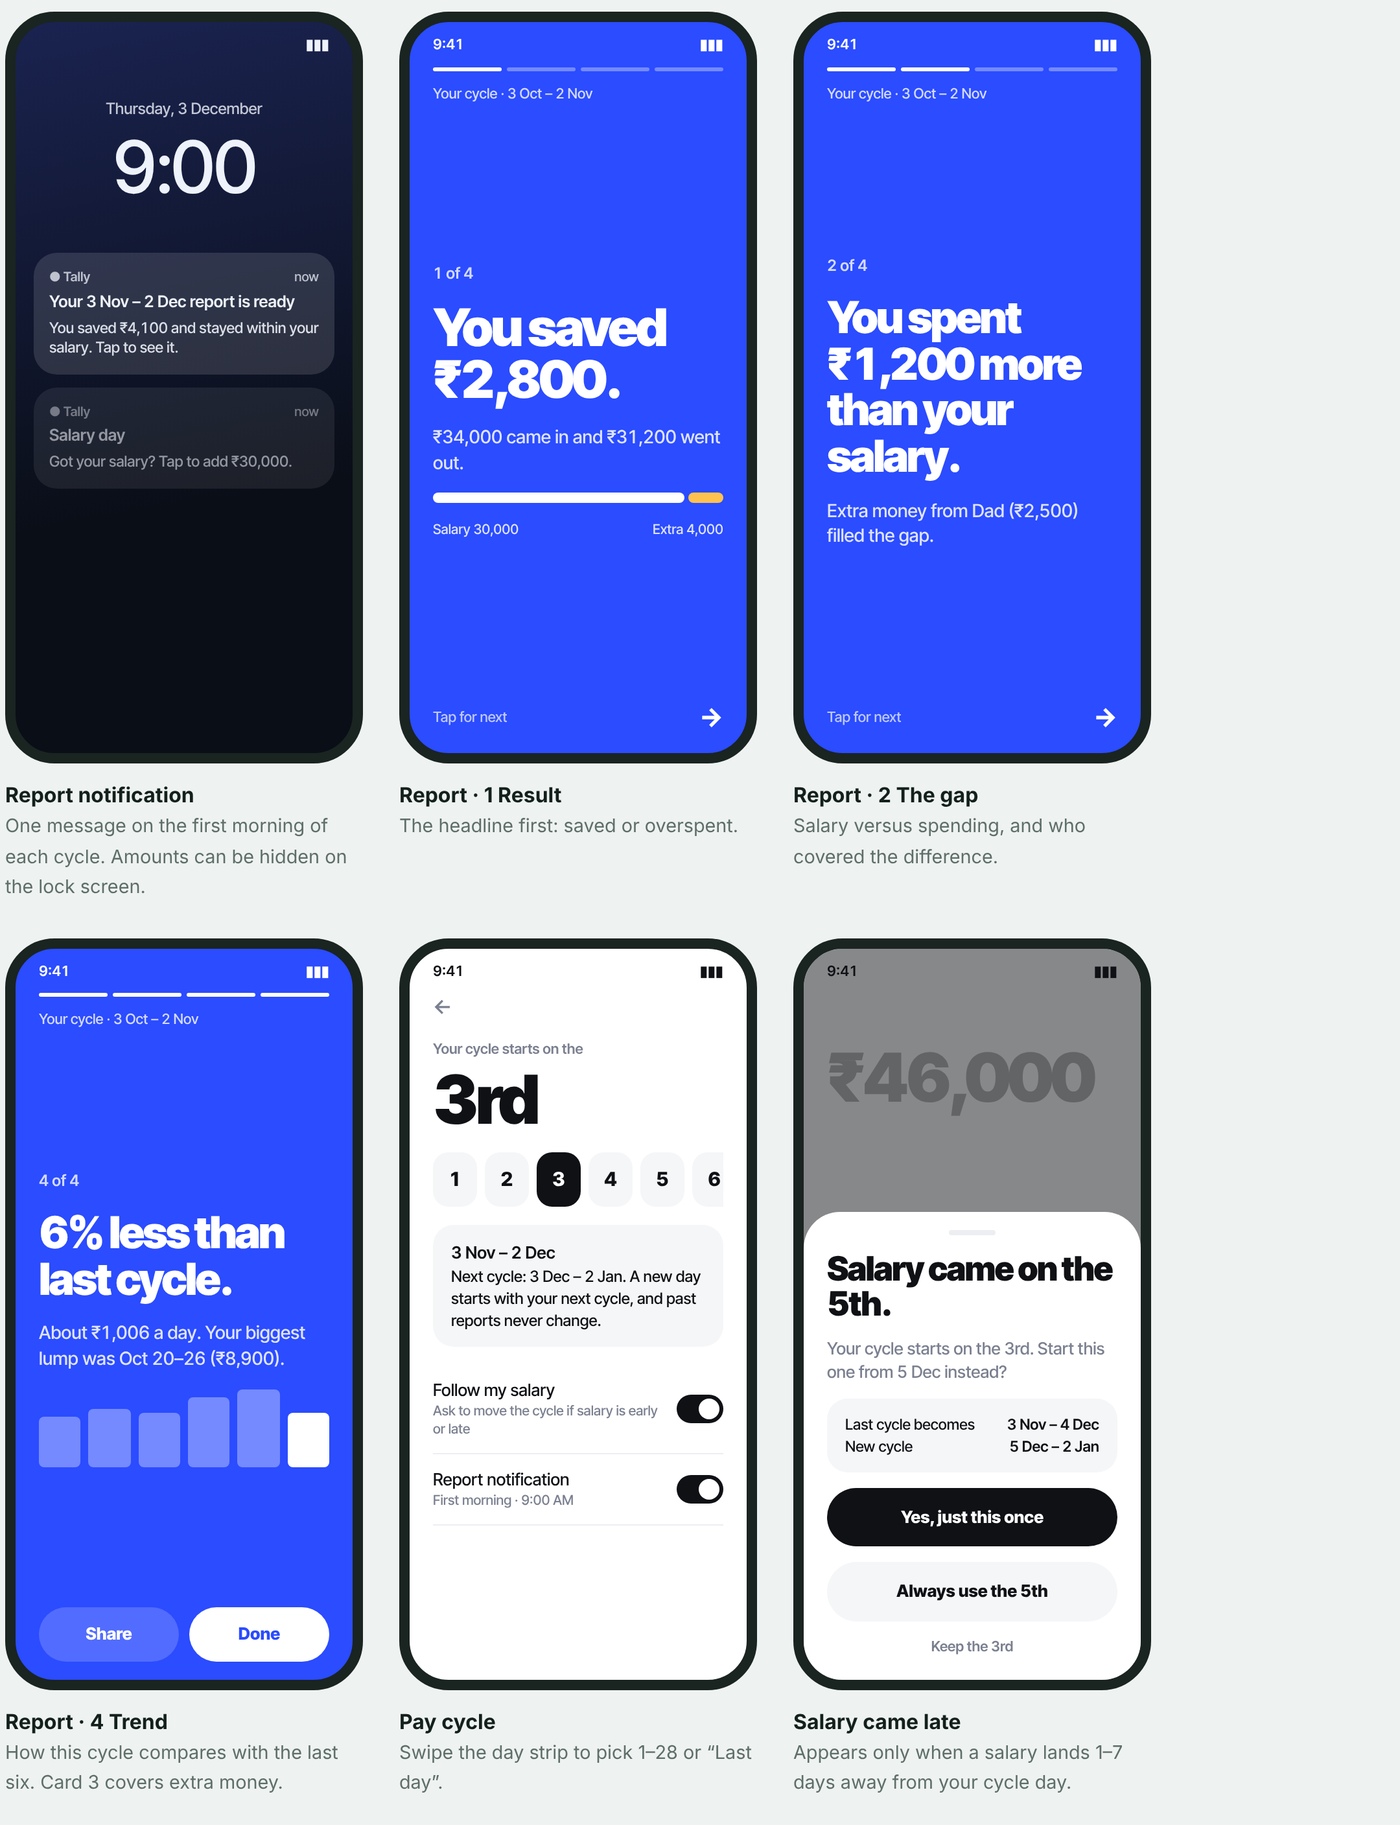 Thursday, 3 December
9:00
Tally
now
Your 3 Nov – 2 Dec report is ready
You saved ₹4,100 and stayed within your
salary. Tap to see it.
Tally
now
Salary day
Got your salary? Tap to add ₹30,000.
Report notification
One message on the first morning of
each cycle. Amounts can be hidden on
the lock screen.
9:41
Your cycle · 3 Oct – 2 Nov
1 of 4
You saved
₹2,800.
₹34,000 came in and ₹31,200 went
out.
Salary 30,000
Extra 4,000
Tap for next
Report · 1 Result
The headline first: saved or overspent.
9:41
Your cycle · 3 Oct – 2 Nov
2 of 4
You spent
₹1,200 more
than your
salary.
Extra money from Dad (₹2,500)
filled the gap.
Tap for next
Report · 2 The gap
Salary versus spending, and who
covered the difference.
9:41
Your cycle · 3 Oct – 2 Nov
4 of 4
6% less than
last cycle.
About ₹1,006 a day. Your biggest
lump was Oct 20–26 (₹8,900).
Share
Done
Report · 4 Trend
How this cycle compares with the last
six. Card 3 covers extra money.
9:41
Your cycle starts on the
3rd
1 2 3 4 5 6
3 Nov – 2 Dec
Next cycle: 3 Dec – 2 Jan. A new day
starts with your next cycle, and past
reports never change.
Follow my salary
Ask to move the cycle if salary is early
or late
Report notification
First morning · 9:00 AM
Pay cycle
Swipe the day strip to pick 1–28 or “Last
day”.
9:41
₹46,000
Salary came on the
5th.
Your cycle starts on the 3rd. Start this
one from 5 Dec instead?
Last cycle becomes 3 Nov – 4 Dec
New cycle 5 Dec – 2 Jan
Yes, just this once
Always use the 5th
Keep the 3rd
Salary came late
Appears only when a salary lands 1–7
days away from your cycle day.